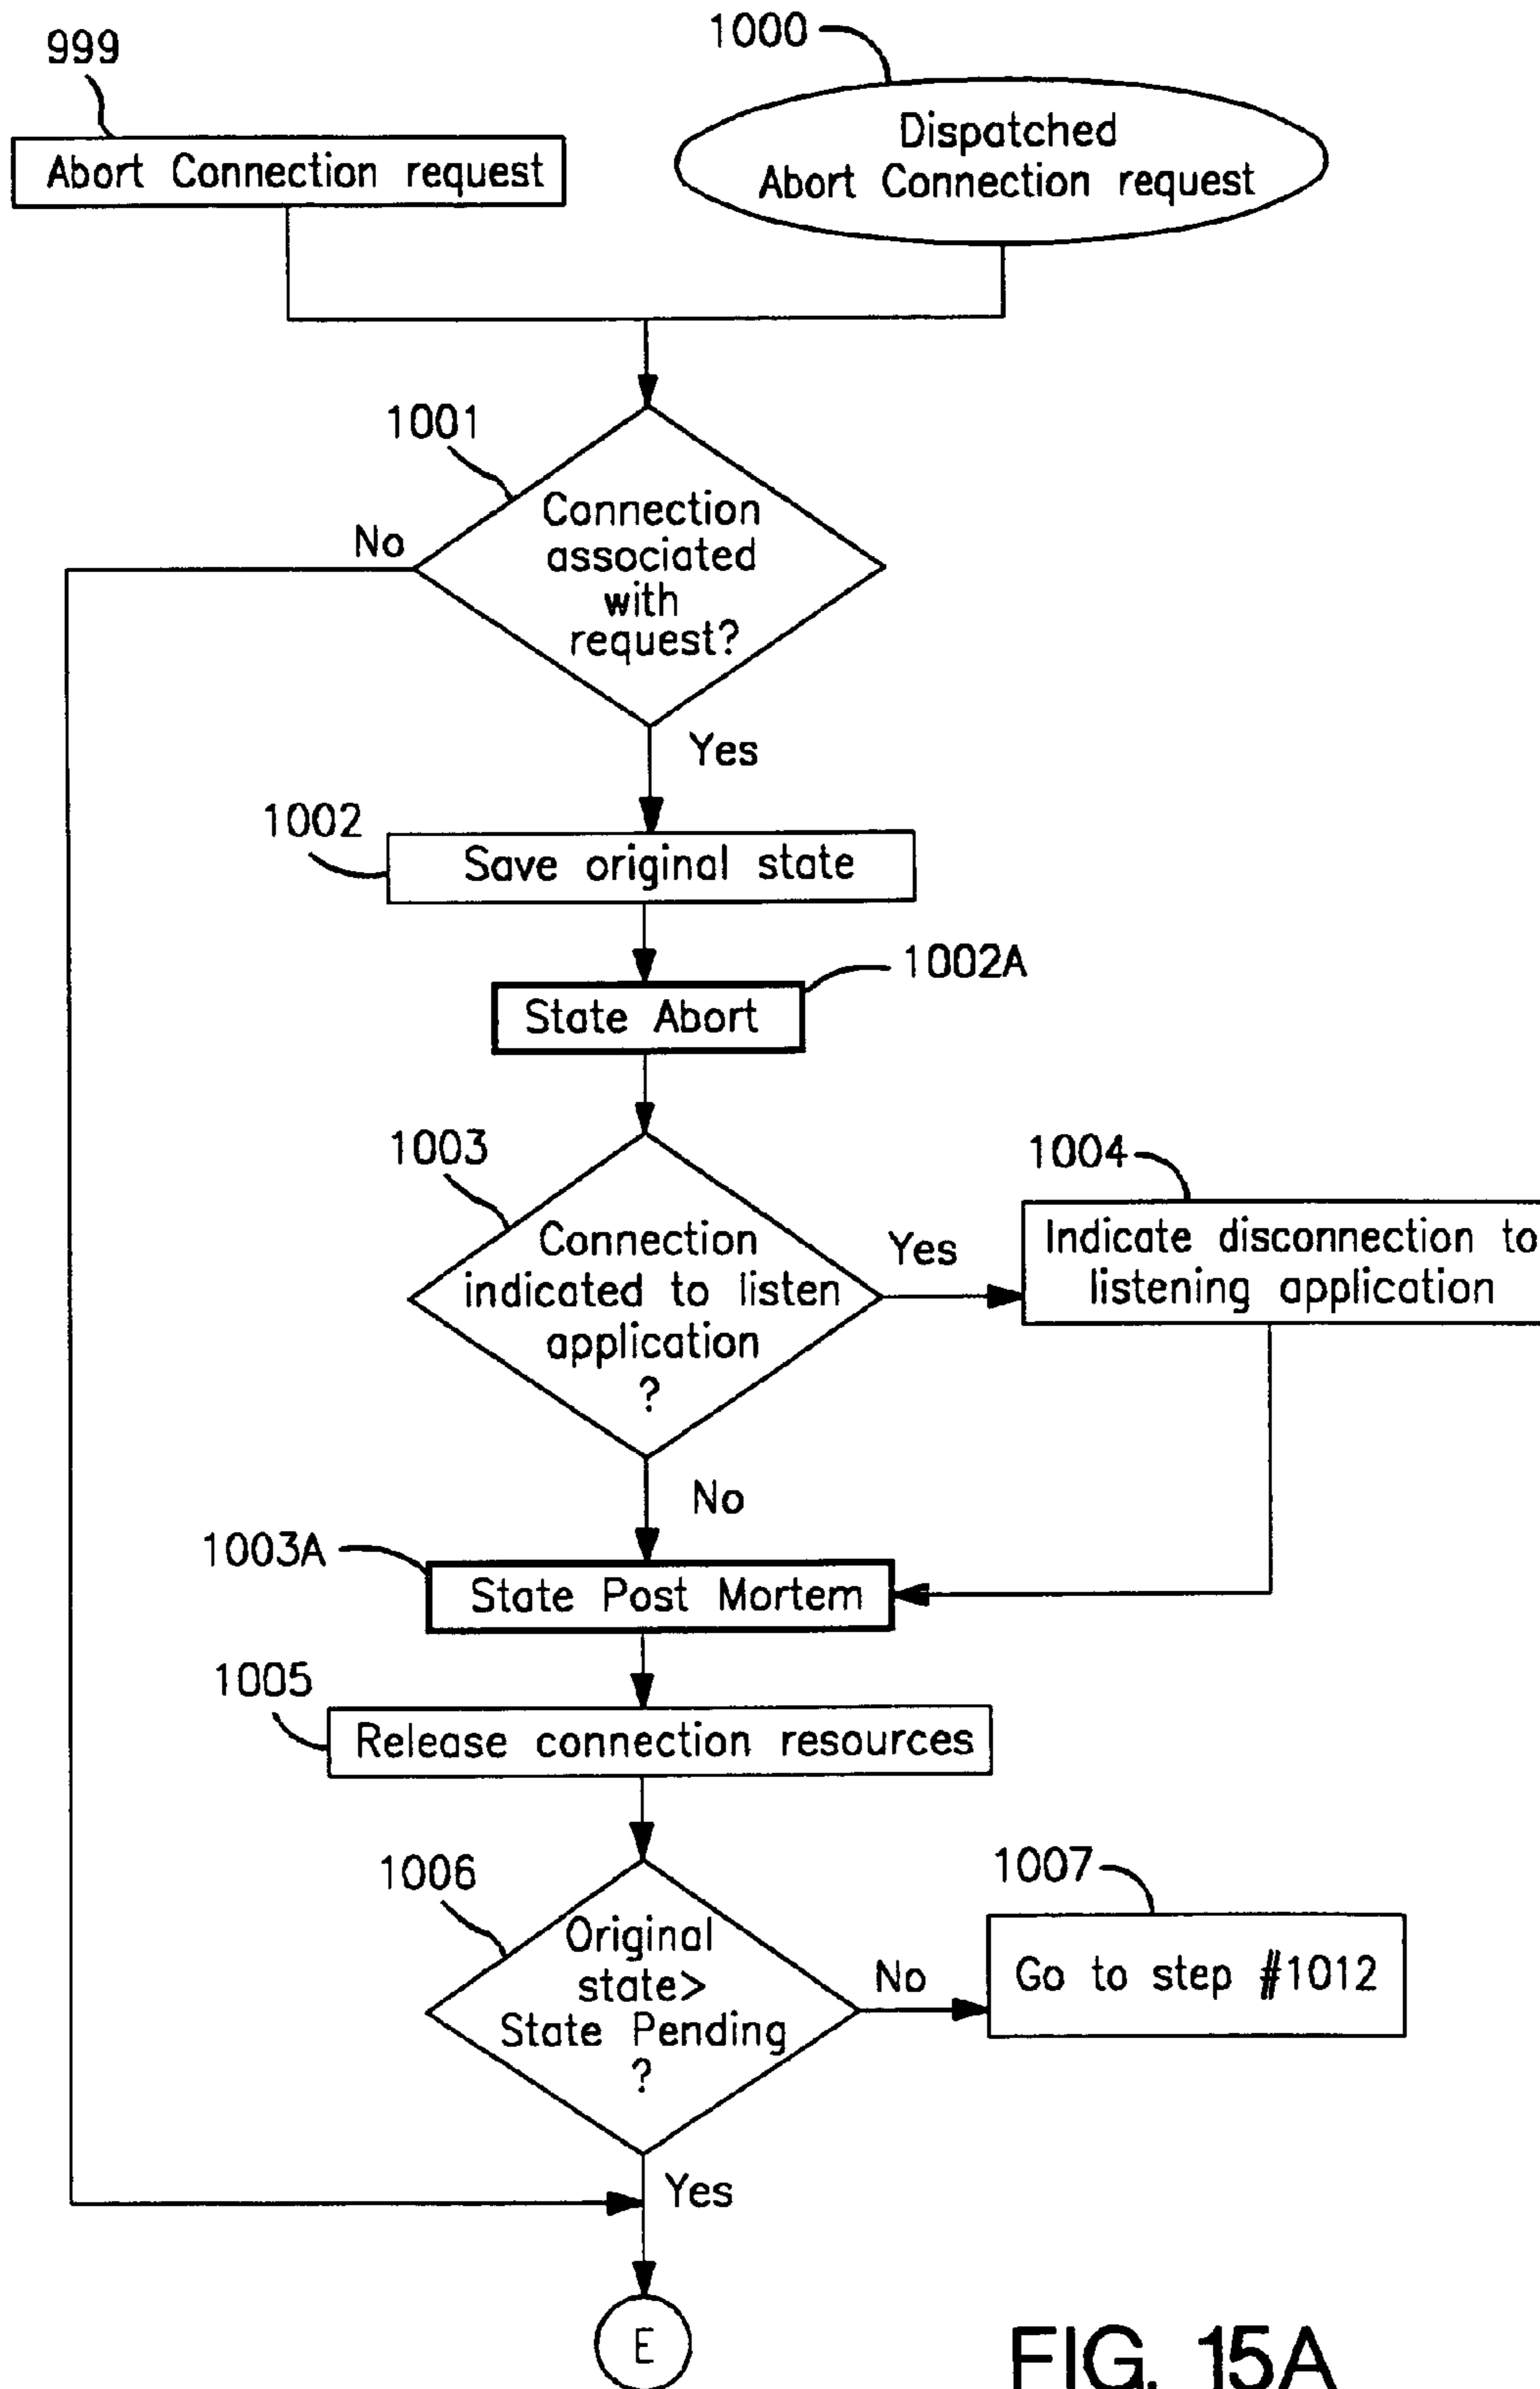 999
1000
Abort Connection request
Dispatched
Abort Connection request
1001
Connection
associated
with
request?
No
Yes
1002
Save original state
1002A
State Abort
1003
Connection
indicated to listen
application
?
Yes
1004
Indicate disconnection to
listening application
No
1003A
State Post Mortem
1005
Release connection resources
1006
Original
state>
State Pending
?
No
1007
Go to step #1012
Yes
E
FIG. 15A